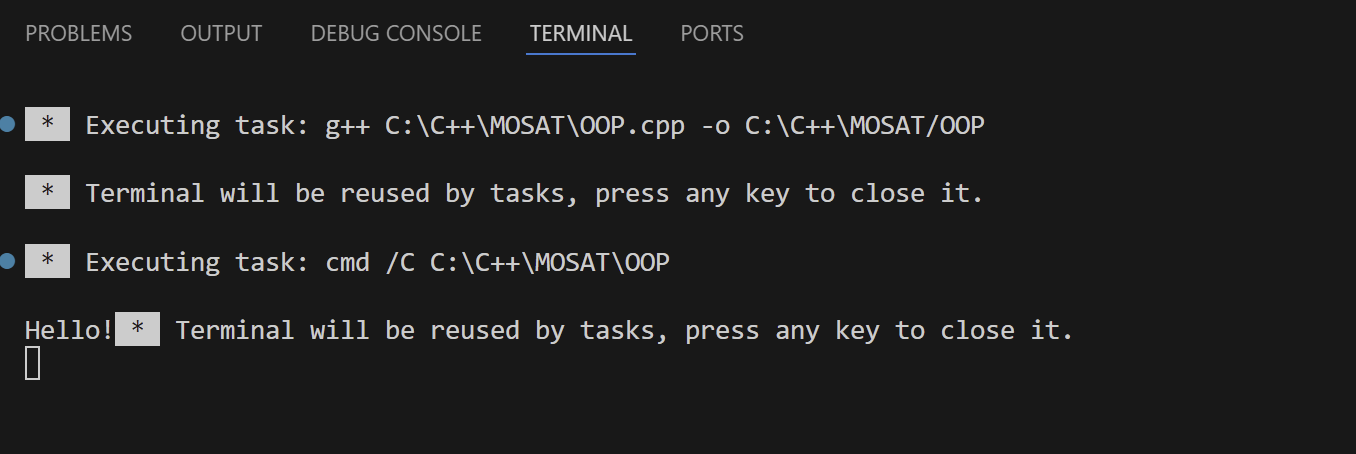 PROBLEMS OUTPUT DEBUG CONSOLE TERMINAL PORTS
* Executing task: g++ C:\C++\MOSAT\OOP.cpp -o C:\C++\MOSAT/OOP
* Terminal will be reused by tasks, press any key to close it.
* Executing task: cmd /C C:\C++\MOSAT\OOP
Hello! * Terminal will be reused by tasks, press any key to close it.